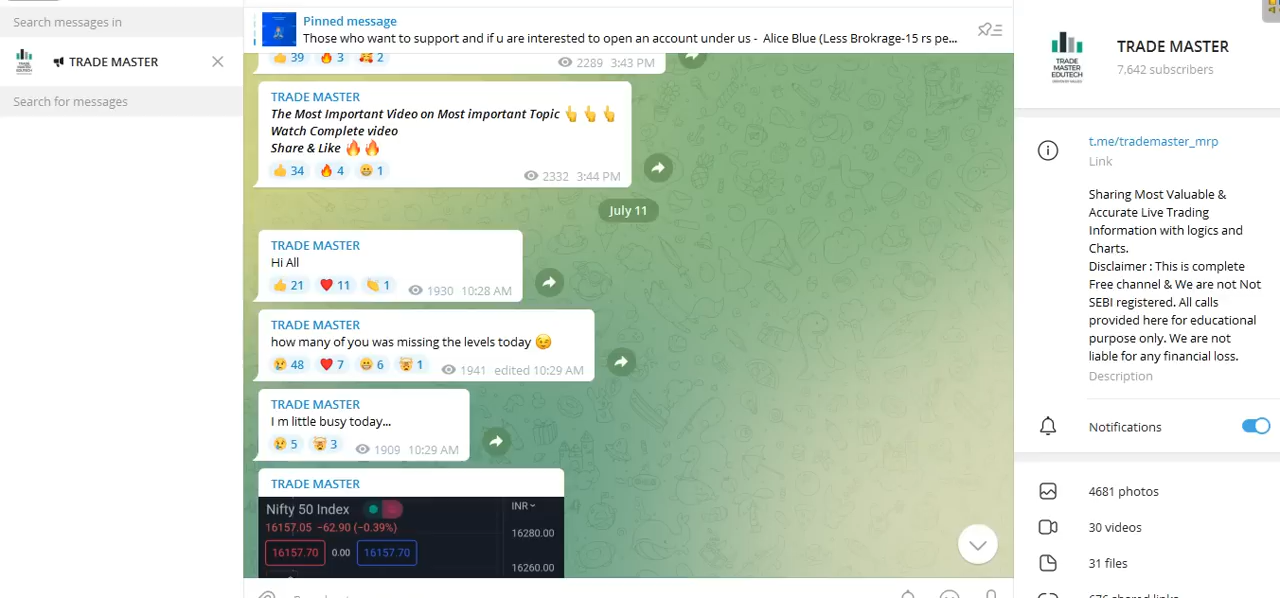 Search messages in
TRADE MASTER
Search for messages
Pinned message
Those who want to support and if u are interested to open an account under us - Alice Blue (Less Brokrage-15 rs pe...
👍 39 🔥 3 🥰 2
2289 3:43 PM
TRADE MASTER
The Most Important Video on Most important Topic 👆 👆 👆
Watch Complete video
Share & Like 🔥 🔥
👍 34 🔥 4 😁 1
2332 3:44 PM
July 11
TRADE MASTER
Hi All
👍 21 ❤️ 11 👏 1
1930 10:28 AM
TRADE MASTER
how many of you was missing the levels today 😉
😢 48 ❤️ 7 😁 6 🤯 1
1941 edited 10:29 AM
TRADE MASTER
I m little busy today...
😢 5 🤯 3
1909 10:29 AM
TRADE MASTER
Nifty 50 Index
INR
16157.05 −62.90 (−0.39%)
16280.00
16157.70 0.00 16157.70
16260.00
TRADE
MASTER
EDUTECH
TRADE MASTER
7,642 subscribers
t.me/trademaster_mrp
Link
Sharing Most Valuable &
Accurate Live Trading
Information with logics and
Charts.
Disclaimer : This is complete
Free channel & We are not Not
SEBI registered. All calls
provided here for educational
purpose only. We are not
liable for any financial loss.
Description
Notifications
4681 photos
30 videos
31 files
676 shared links